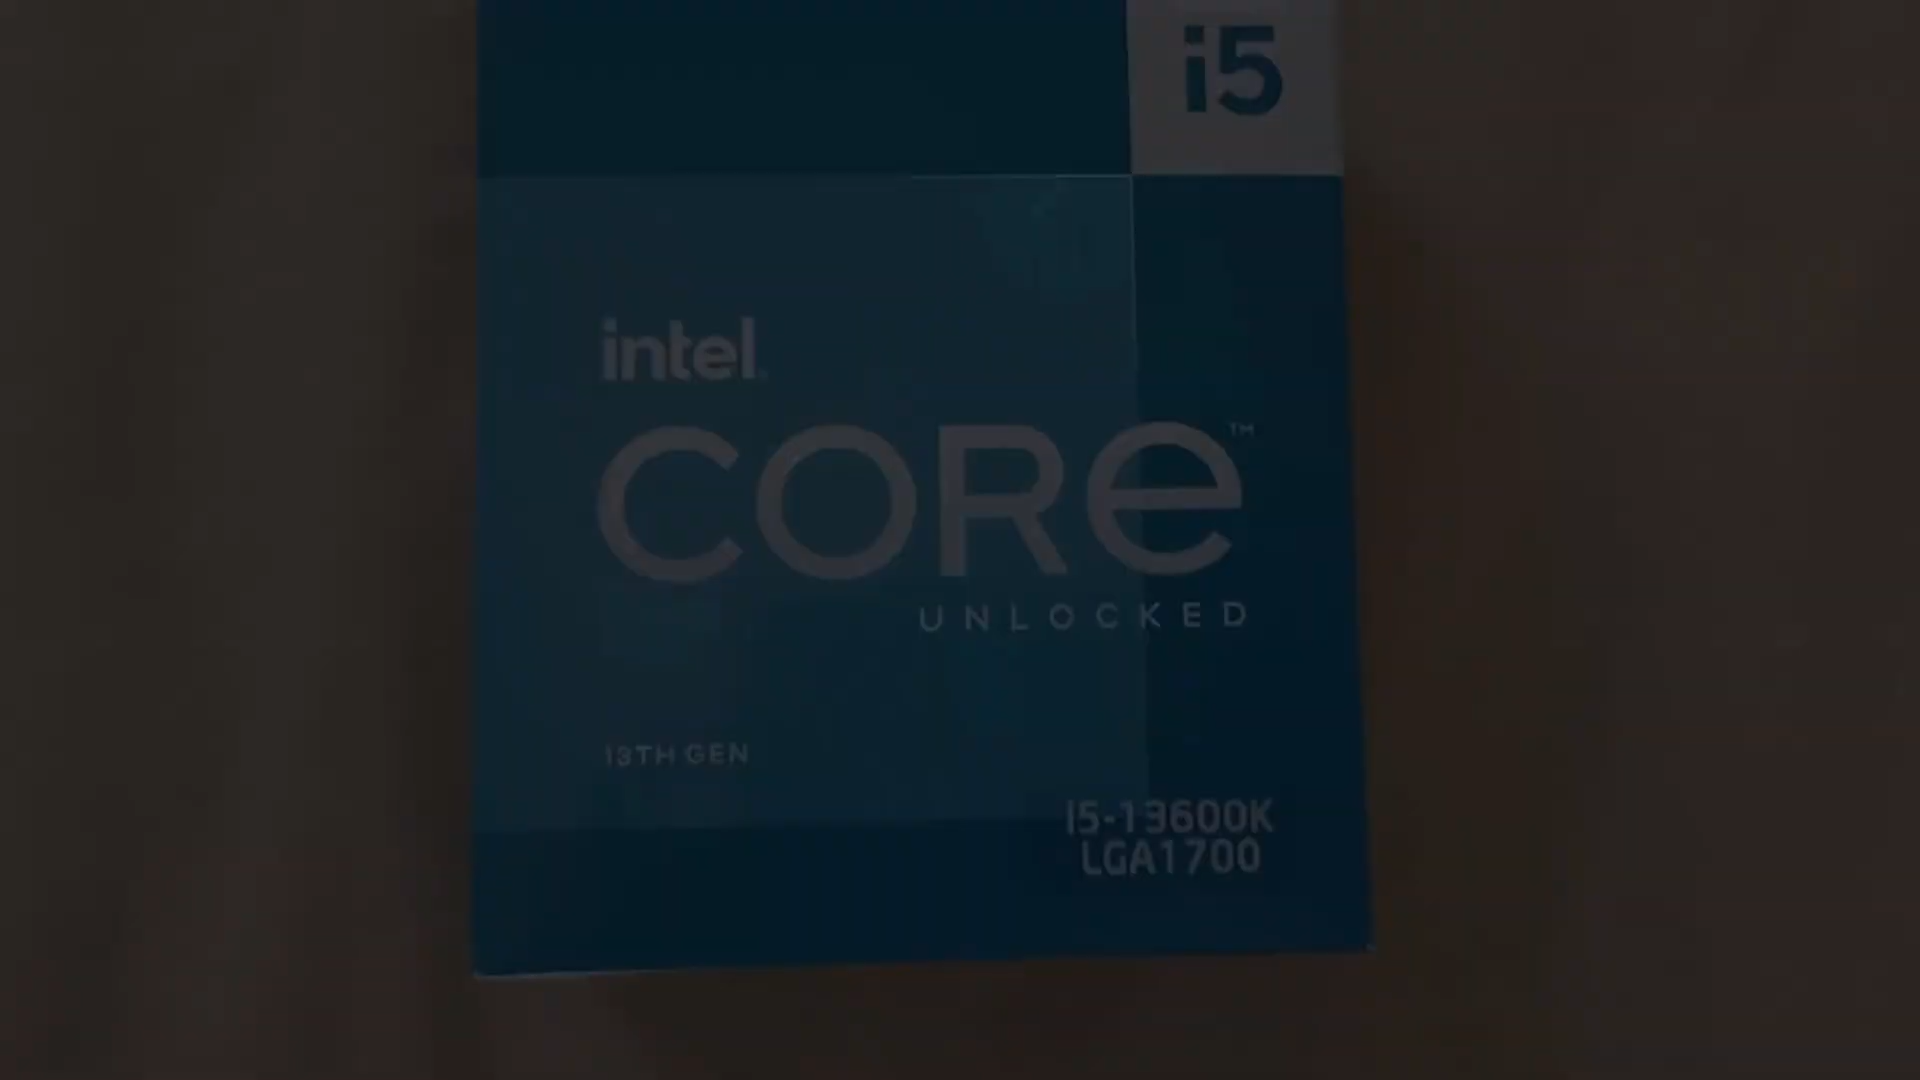 i5
intel
CORe™
UNLOCKED
13TH GEN
I5-13600K
LGA1700